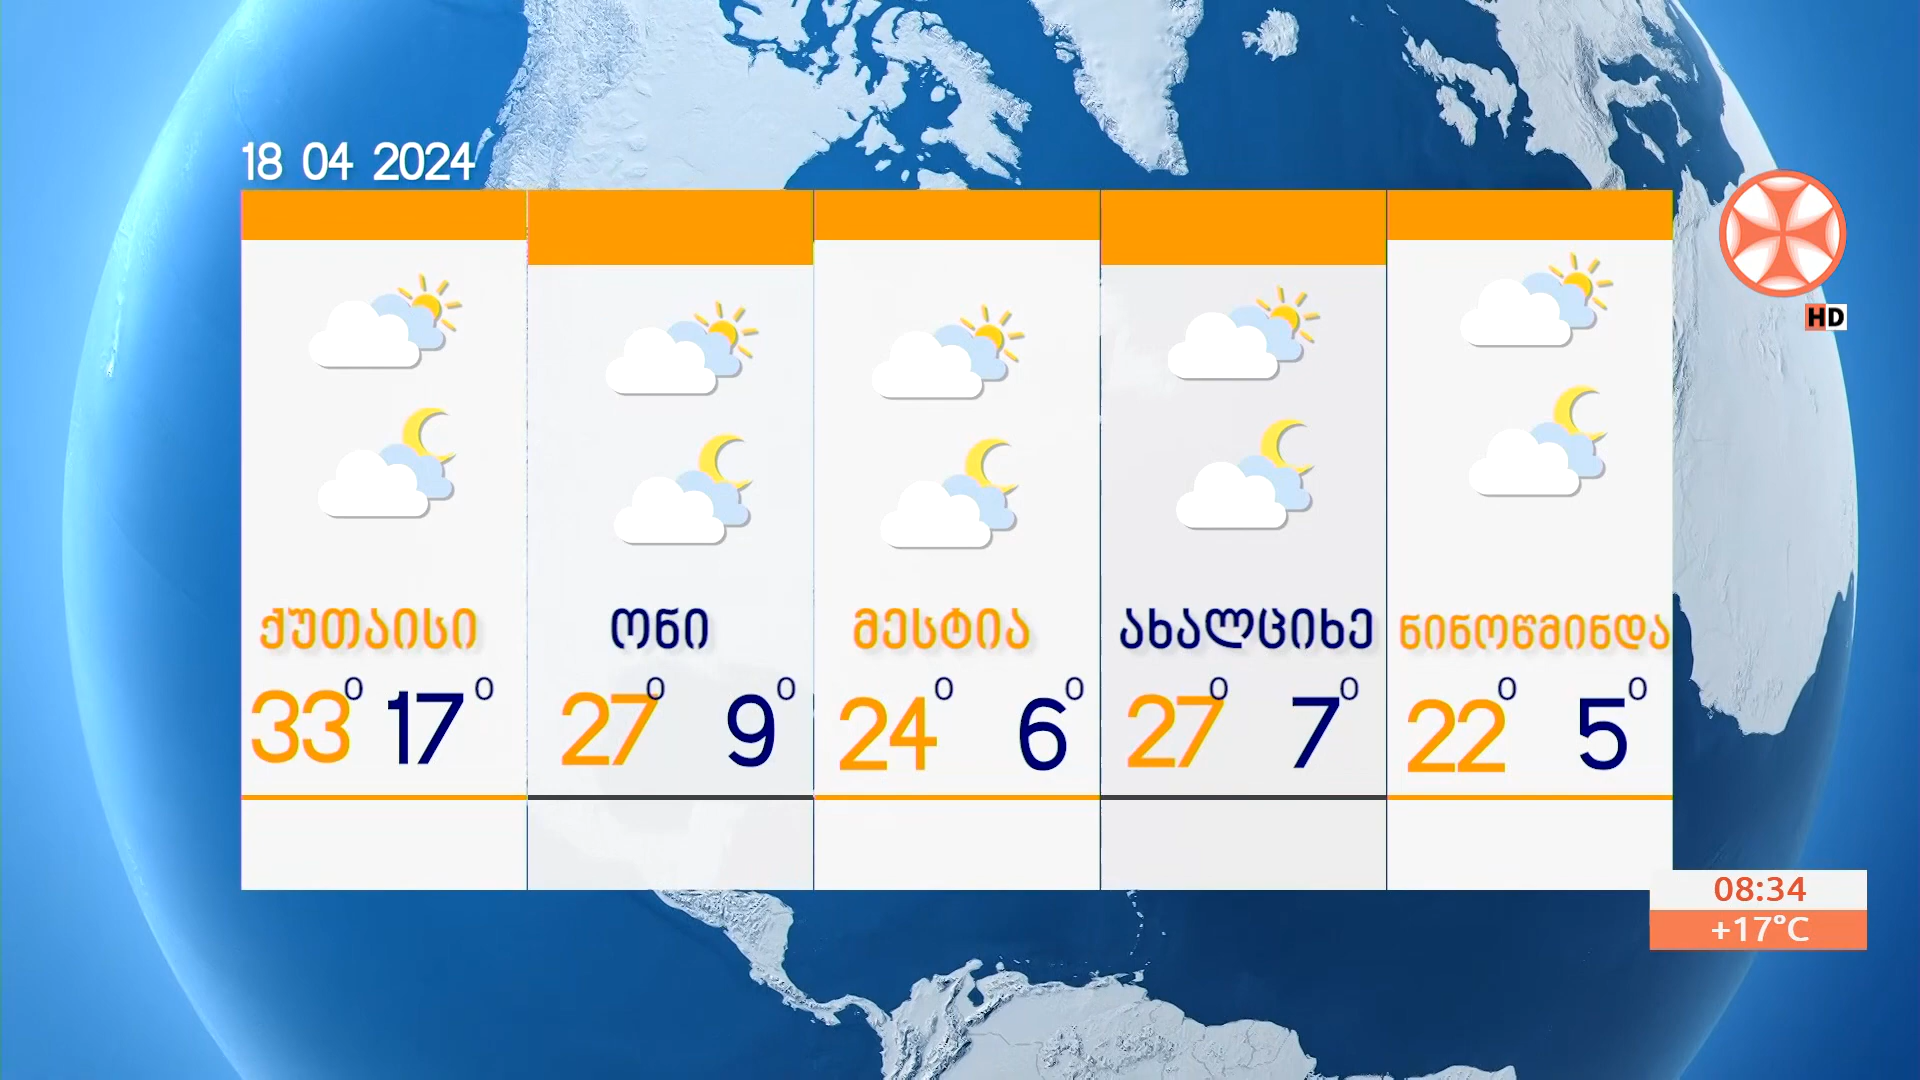 18 04 2024
HD
ქუთაისი
33° 17°
ონი
27° 9°
მესტია
24° 6°
ახალციხე
27° 7°
ნინოწმინდა
22° 5°
08:34
+17°C